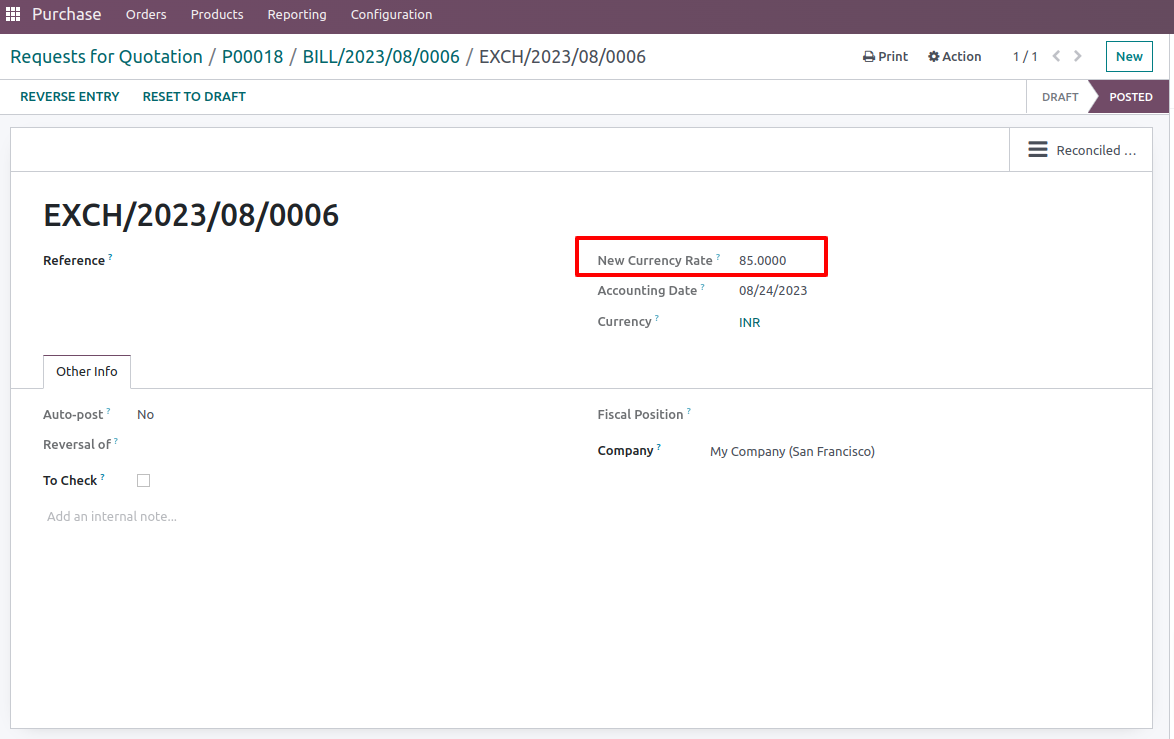 Purchase Orders Products Reporting Configuration
Requests for Quotation / P00018 / BILL/2023/08/0006 / EXCH/2023/08/0006 Print Action 1 / 1 New
REVERSE ENTRY RESET TO DRAFT DRAFT POSTED
Reconciled ...
EXCH/2023/08/0006
Reference ? New Currency Rate ? 85.0000
Accounting Date ? 08/24/2023
Currency ? INR
Other Info
Auto-post ? No Fiscal Position ?
Reversal of ?
Company ? My Company (San Francisco)
To Check ?
Add an internal note...